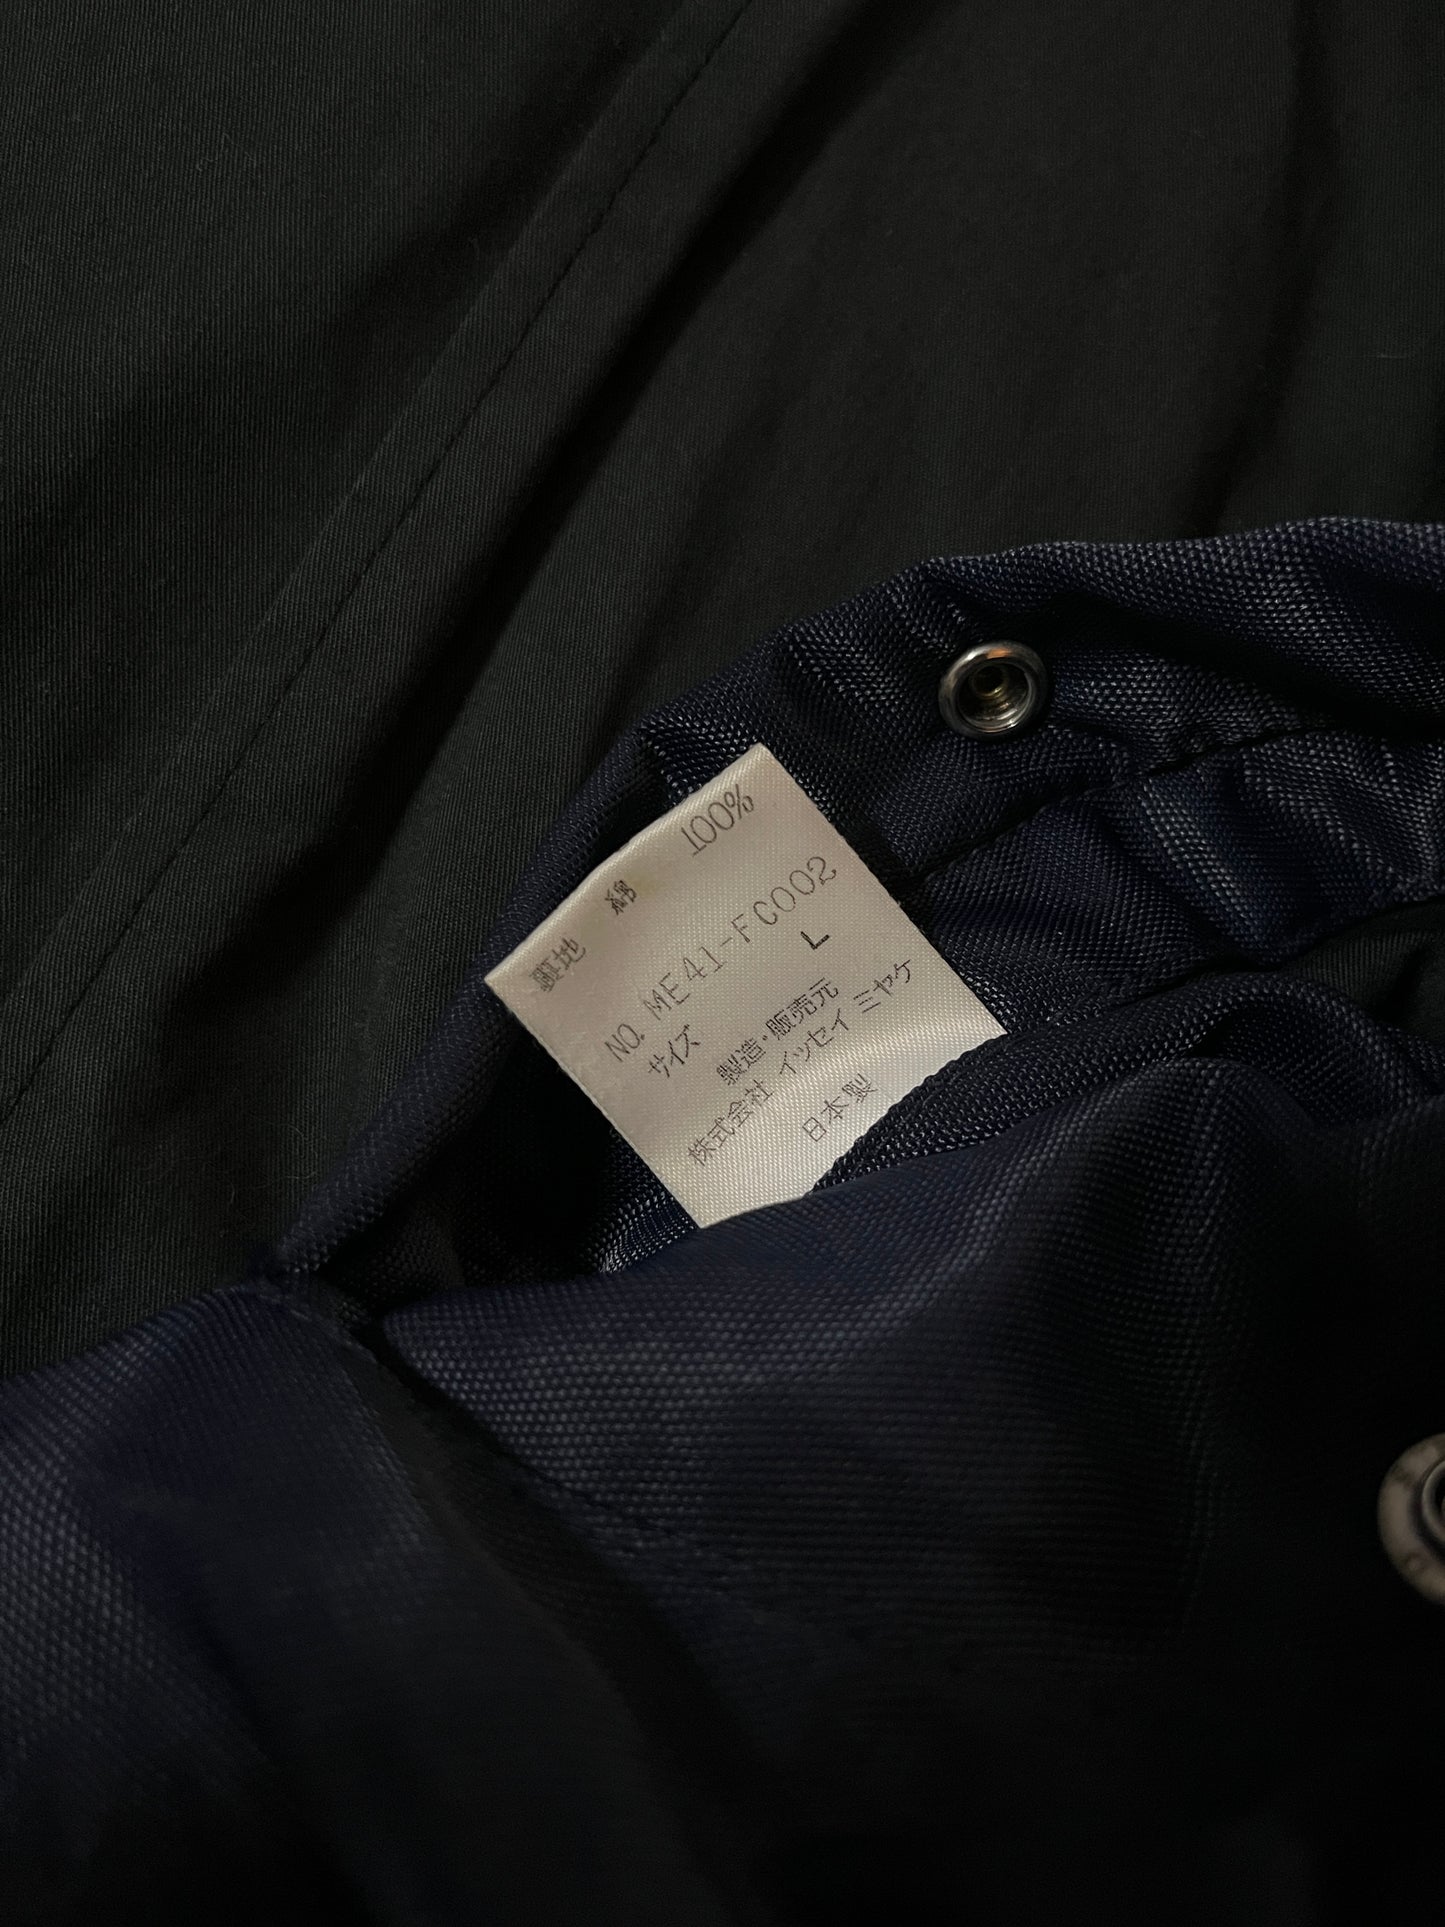 配地 綿 100%
NO. ME41-FC002
サイズ L
製造・販売元
株式会社 イッセイ ミヤケ
日本製